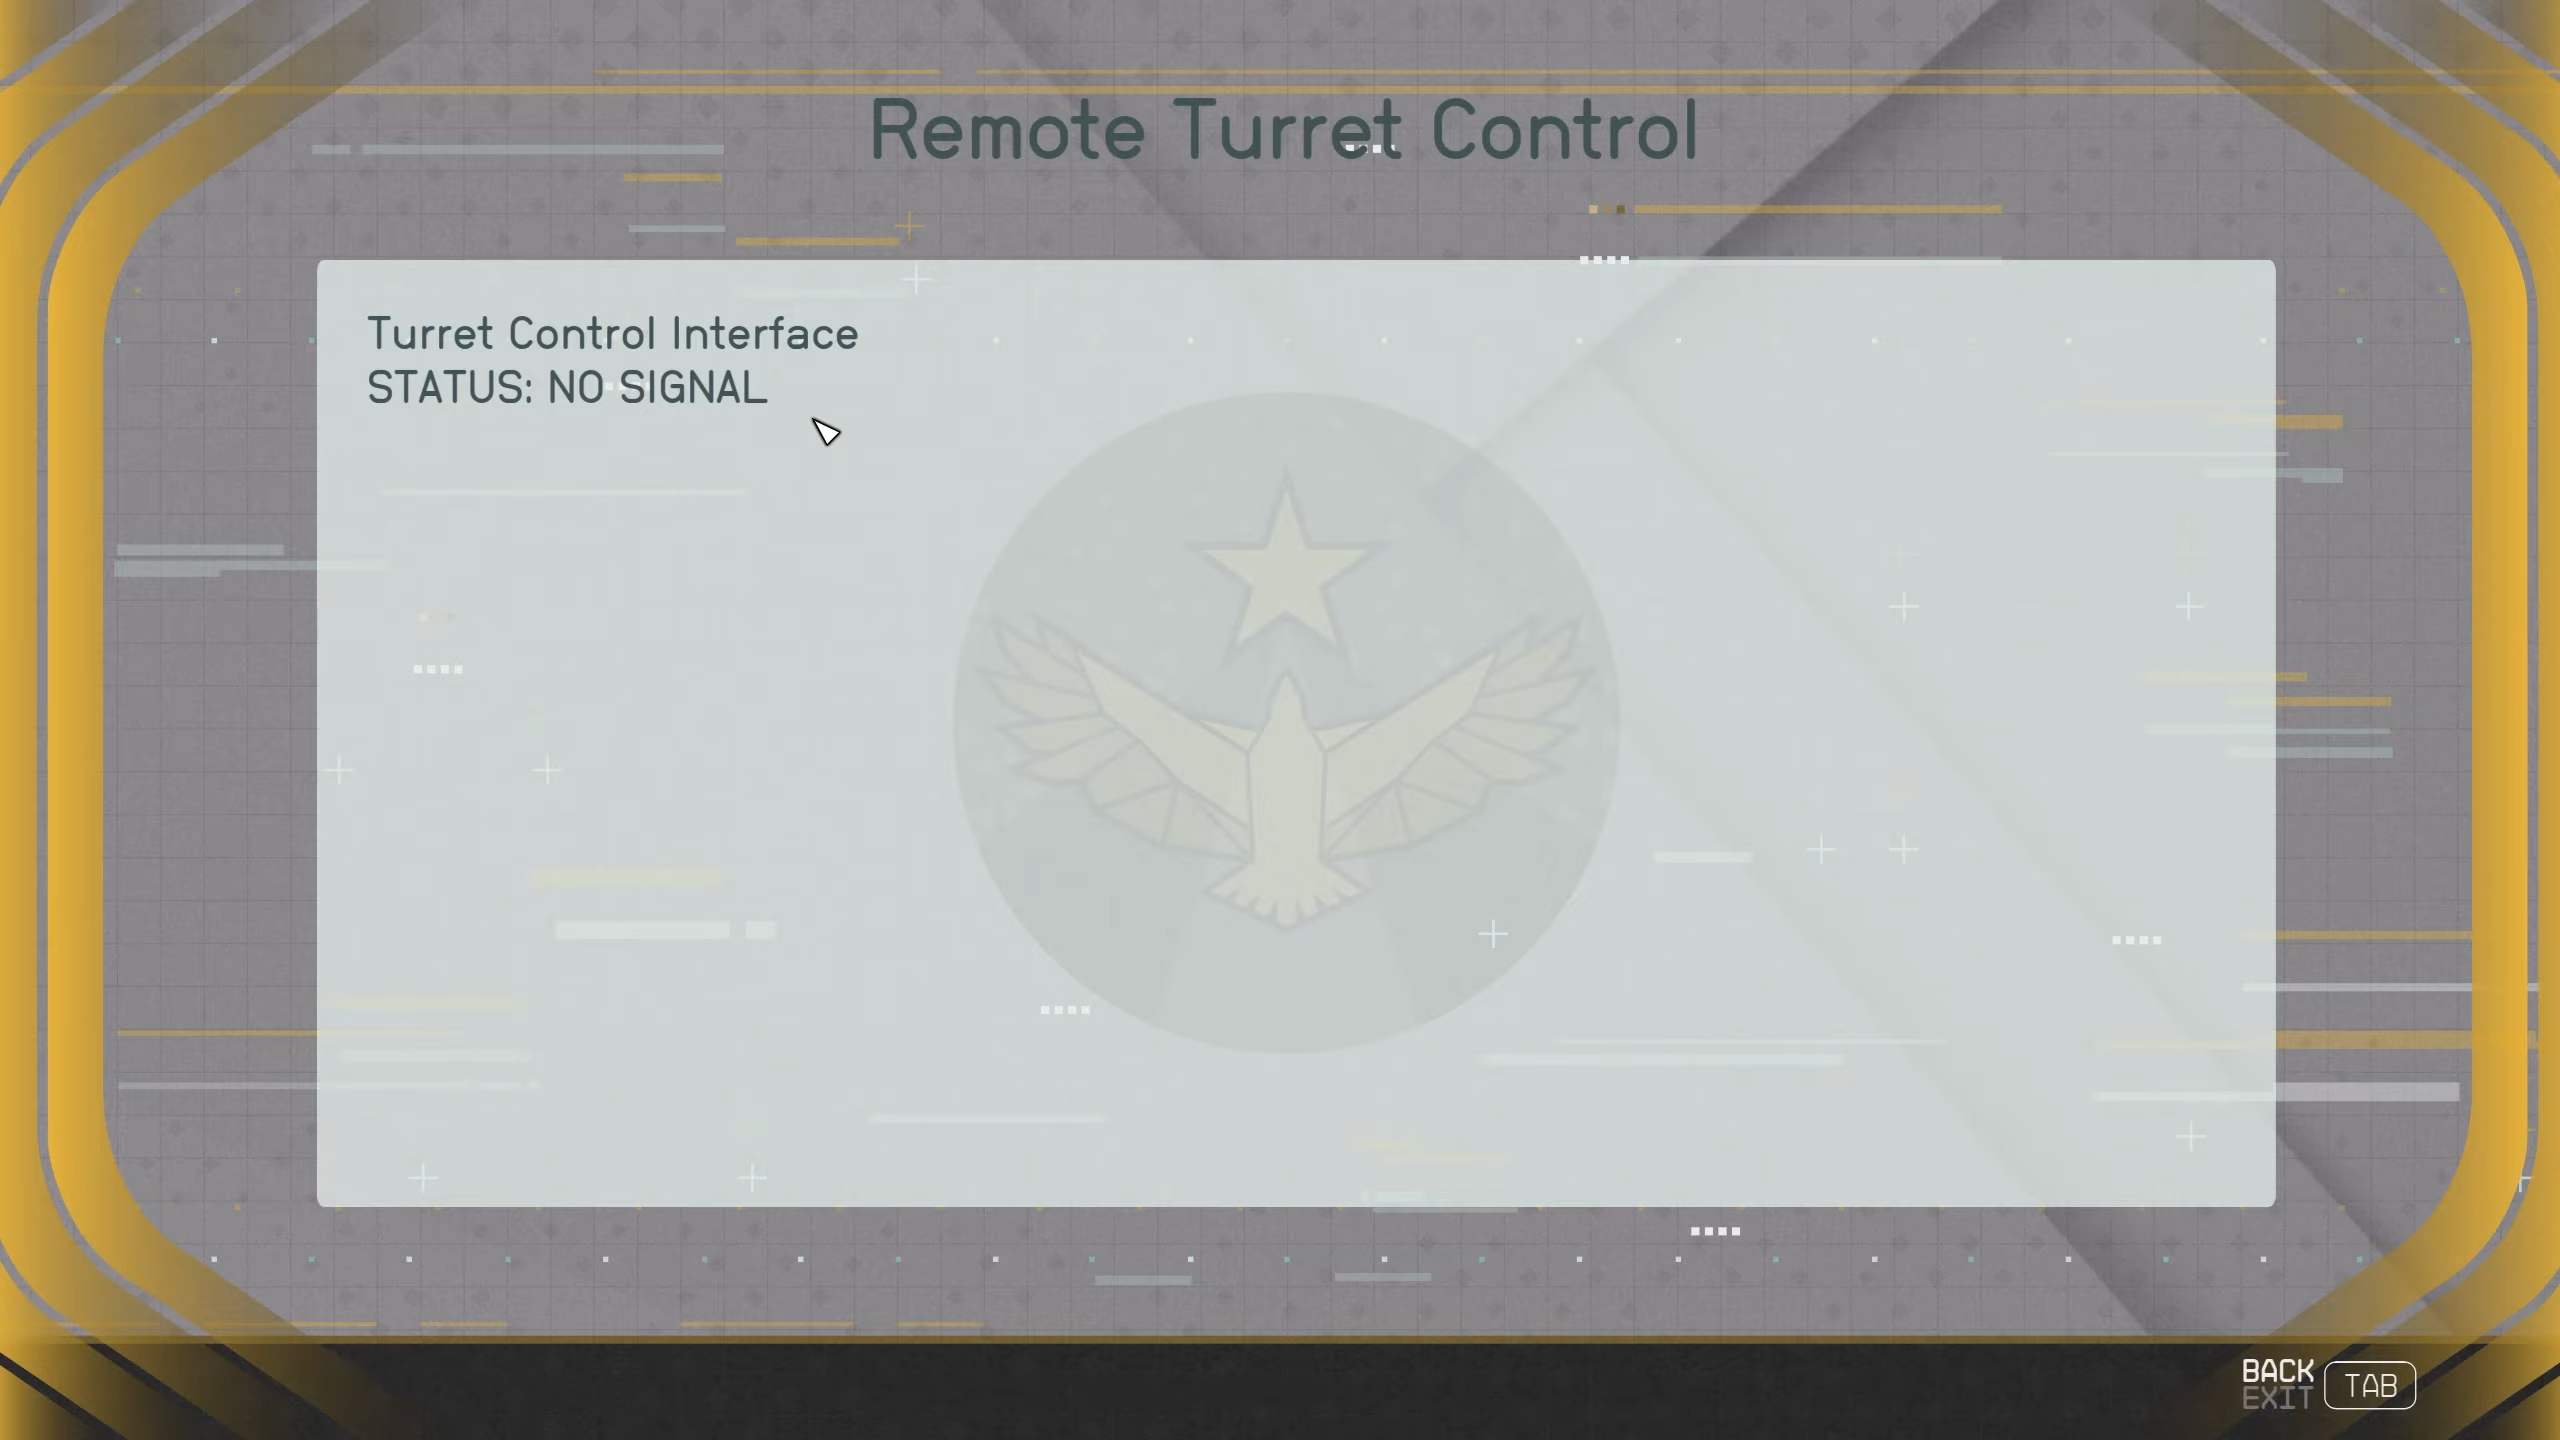 Remote Turret Control
Turret Control Interface
STATUS: NO SIGNAL
BACK
EXIT
TAB